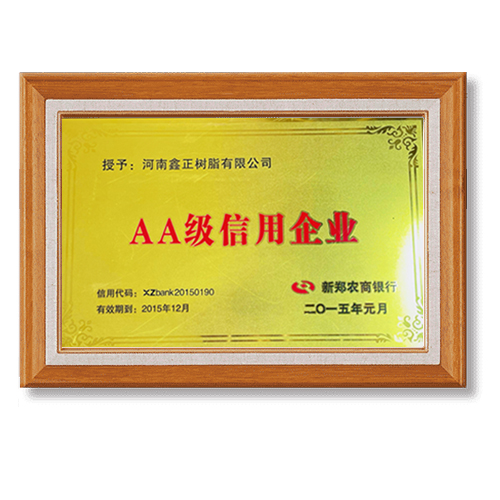 授予：河南鑫正树脂有限公司
AA级信用企业
信用代码：XZbank20150190
新郑农商银行
有效期到：2015年12月
二〇一五年元月